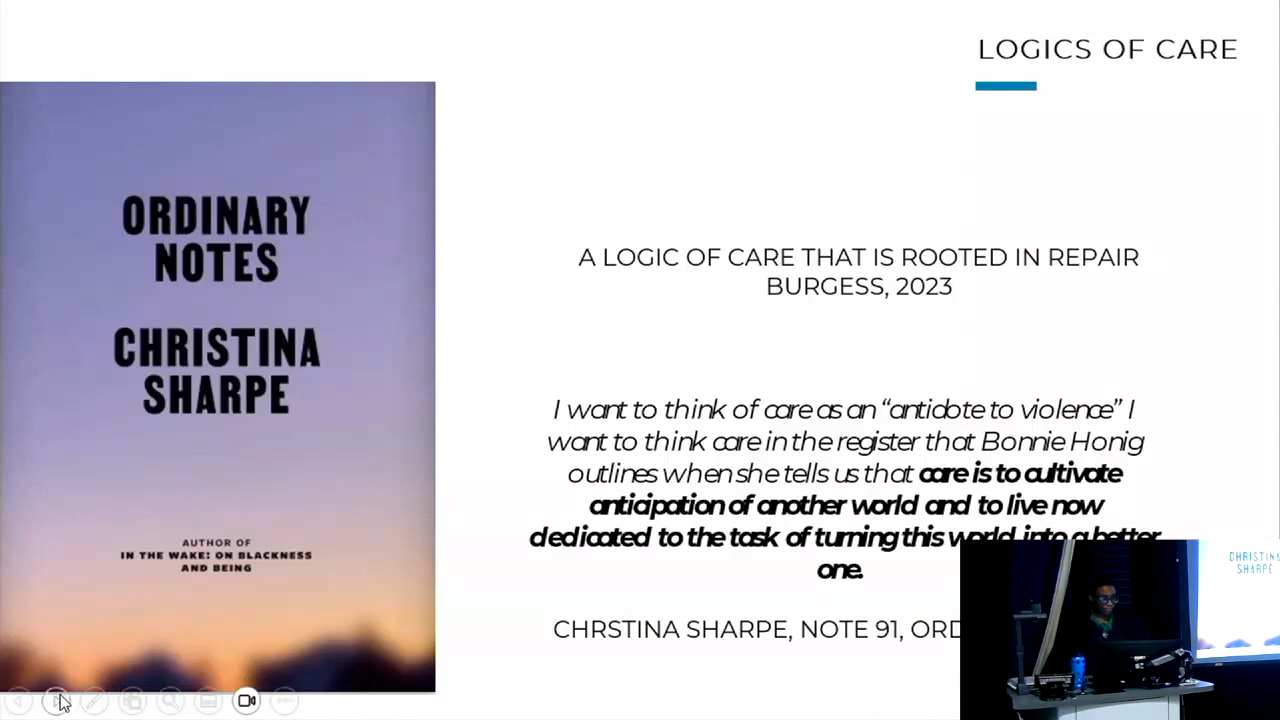 LOGICS OF CARE
ORDINARY
NOTES
CHRISTINA
SHARPE
AUTHOR OF
IN THE WAKE: ON BLACKNESS
AND BEING
A LOGIC OF CARE THAT IS ROOTED IN REPAIR
BURGESS, 2023
I want to think of care as an “antidote to violence” I
want to think care in the register that Bonnie Honig
outlines when she tells us that care is to cultivate
anticipation of another world and to live now
dedicated to the task of turning this world into a better
one.
CHRSTINA SHARPE, NOTE 91, ORD
CHRISTINA
SHARPE